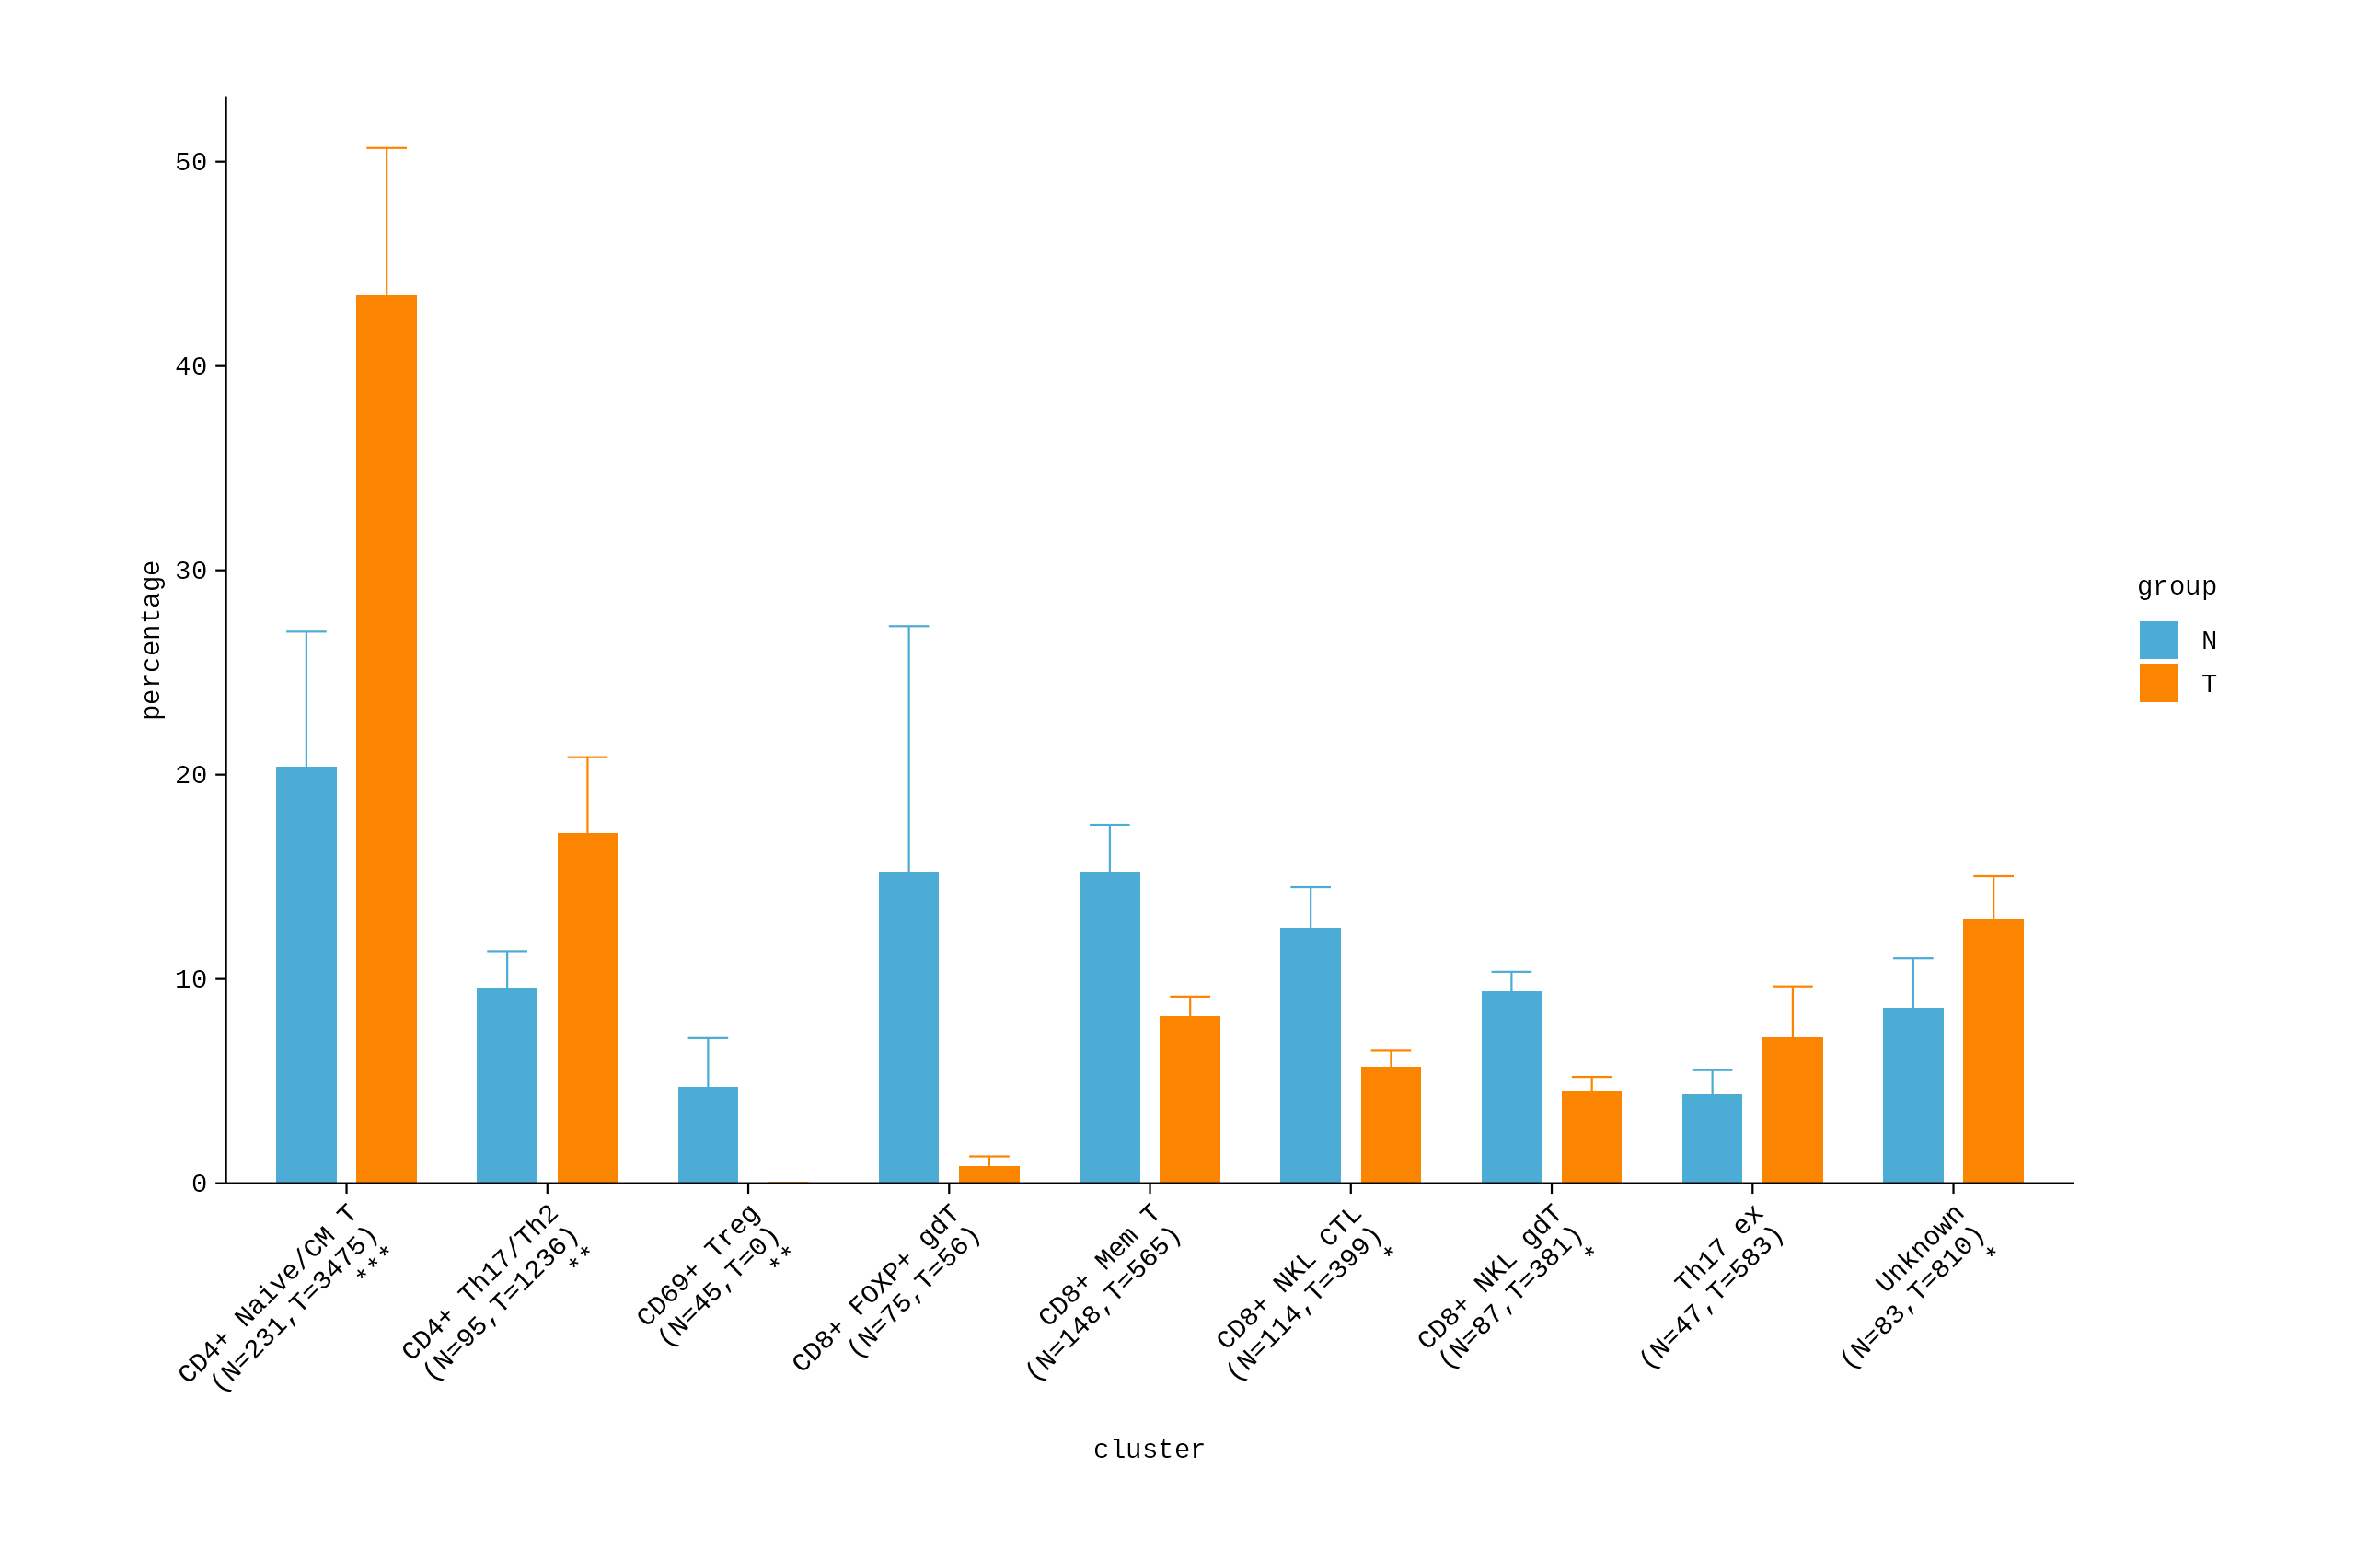 50
40
30
20
10
0
percentage
CD4+ Naive/CM T
(N=231,T=3475)
***
CD4+ Th17/Th2
(N=95,T=1236)
**
CD69+ Treg
(N=45,T=0)
**
CD8+ FOXP+ gdT
(N=75,T=56)
CD8+ Mem T
(N=148,T=565)
CD8+ NKL CTL
(N=114,T=399)
*
CD8+ NKL gdT
(N=87,T=381)
*
Th17 ex
(N=47,T=583)
Unknown
(N=83,T=810)
*
cluster
group
N
T